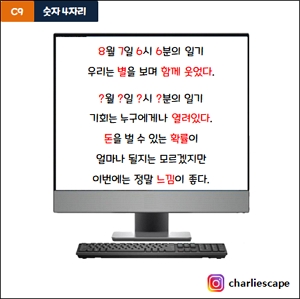 C9 숫자 4자리
8월 7일 6시 6분의 일기
우리는 별을 보며 함께 웃었다.
?월 ?일 ?시 ?분의 일기
기회는 누구에게나 열려있다.
돈을 벌 수 있는 확률이
얼마나 될지는 모르겠지만
이번에는 정말 느낌이 좋다.
charliescape